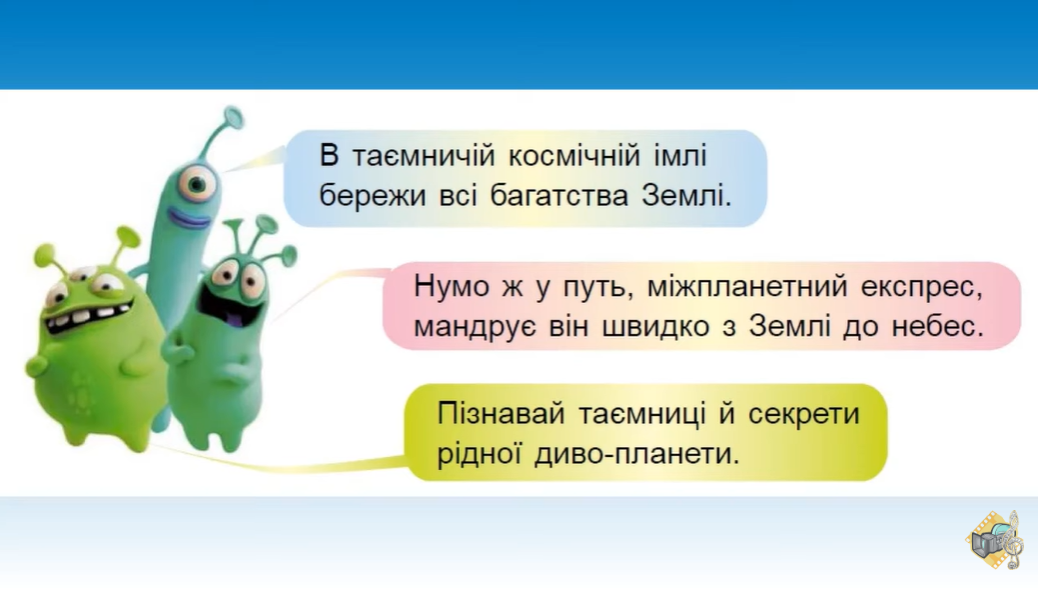 В таємничій космічній імлі
бережи всі багатства Землі.
Нумо ж у путь, міжпланетний експрес,
мандрує він швидко з Землі до небес.
Пізнавай таємниці й секрети
рідної диво-планети.